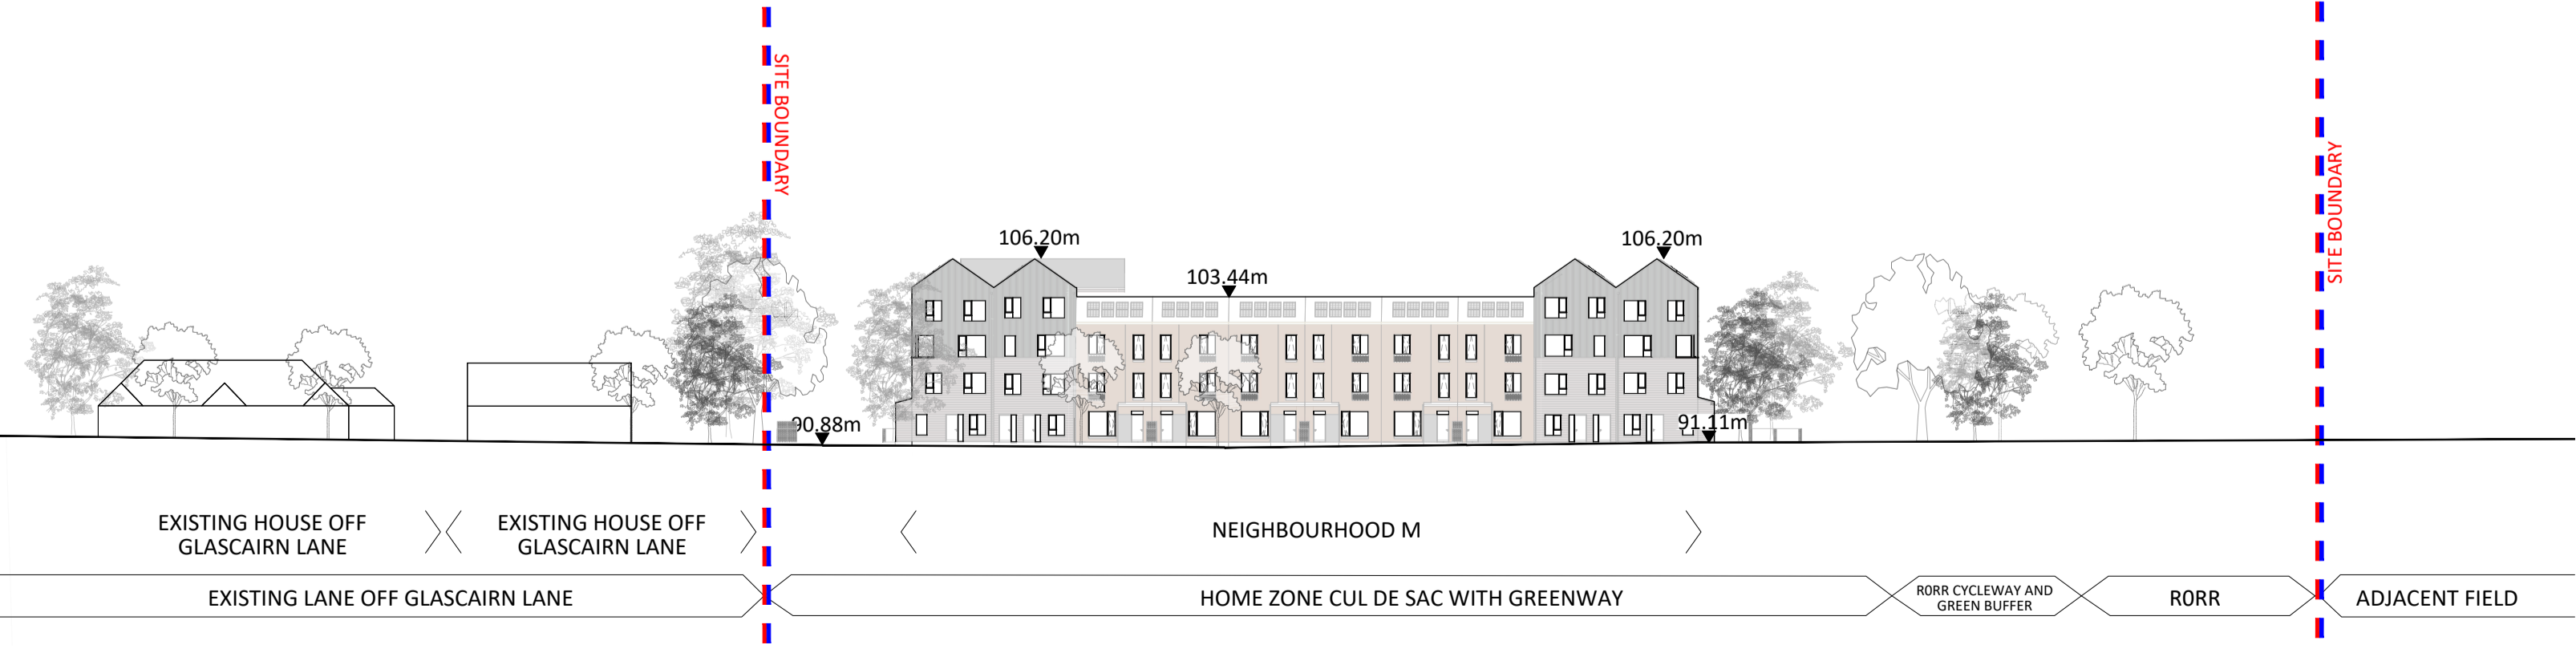 SITE BOUNDARY
SITE BOUNDARY
106.20m
106.20m
103.44m
90.88m
91.11m
EXISTING HOUSE OFF
GLASCAIRN LANE
EXISTING HOUSE OFF
GLASCAIRN LANE
NEIGHBOURHOOD M
EXISTING LANE OFF GLASCAIRN LANE
HOME ZONE CUL DE SAC WITH GREENWAY
R0RR CYCLEWAY AND
GREEN BUFFER
R0RR
ADJACENT FIELD